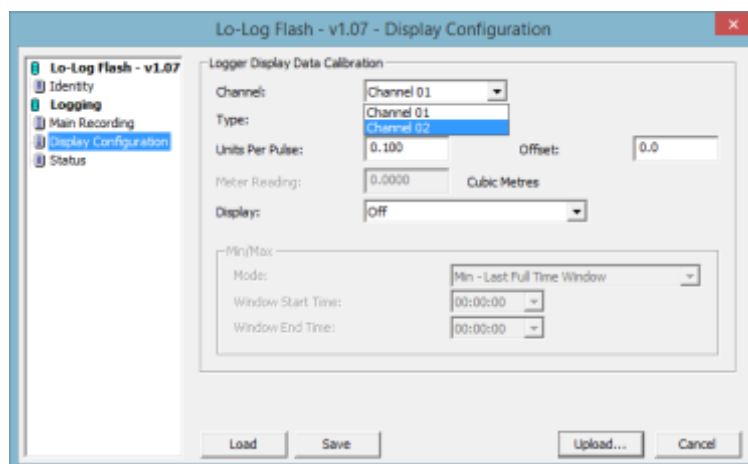 Lo-Log Flash - v1.07 - Display Configuration
Lo-Log Flash - v1.07
Identity
Logging
Main Recording
Display Configuration
Status
Logger Display Data Calibration
Channel: Channel 01
Channel 01
Channel 02
Type:
Units Per Pulse: 0.100 Offset: 0.0
Meter Reading: 0.0000 Cubic Metres
Display: Off
Min/Max
Mode: Min - Last Full Time Window
Window Start Time: 00:00:00
Window End Time: 00:00:00
Load Save Upload... Cancel